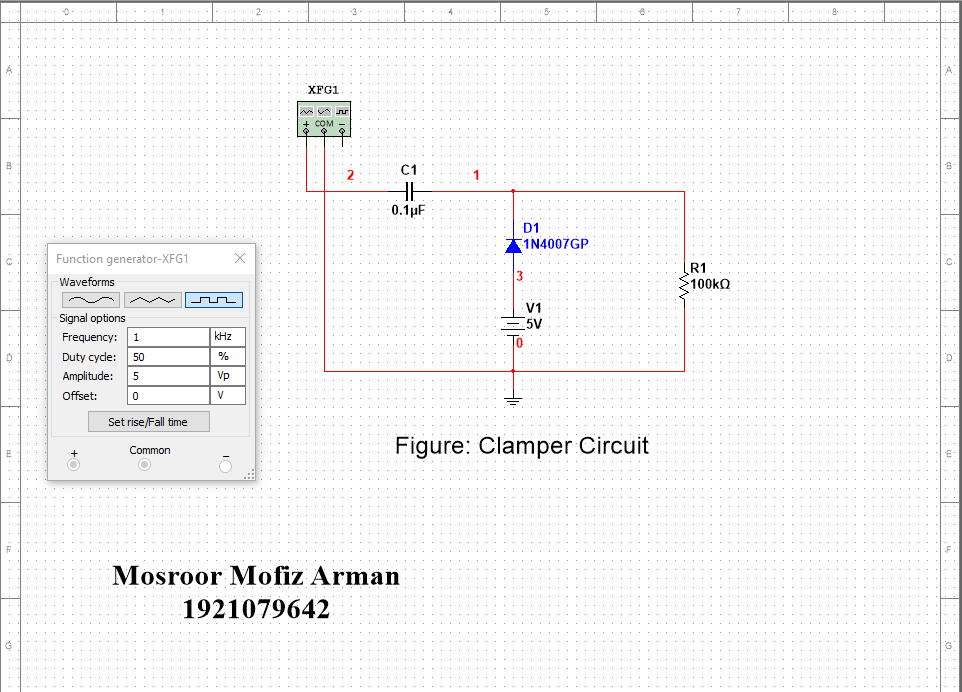 0 1 2 3 4 5 6 7 8
A A
XFG1
COM
B B
2 C1 1
0.1µF
D1
1N4007GP
Function generator-XFG1
C C
3
R1
100kΩ
Waveforms
V1
5V
Signal options
0
Frequency: 1 kHz
Duty cycle: 50 %
D D
Amplitude: 5 Vp
Offset: 0 V
Set rise/Fall time
Figure: Clamper Circuit
+ Common −
E E
F F
Mosroor Mofiz Arman
1921079642
G G